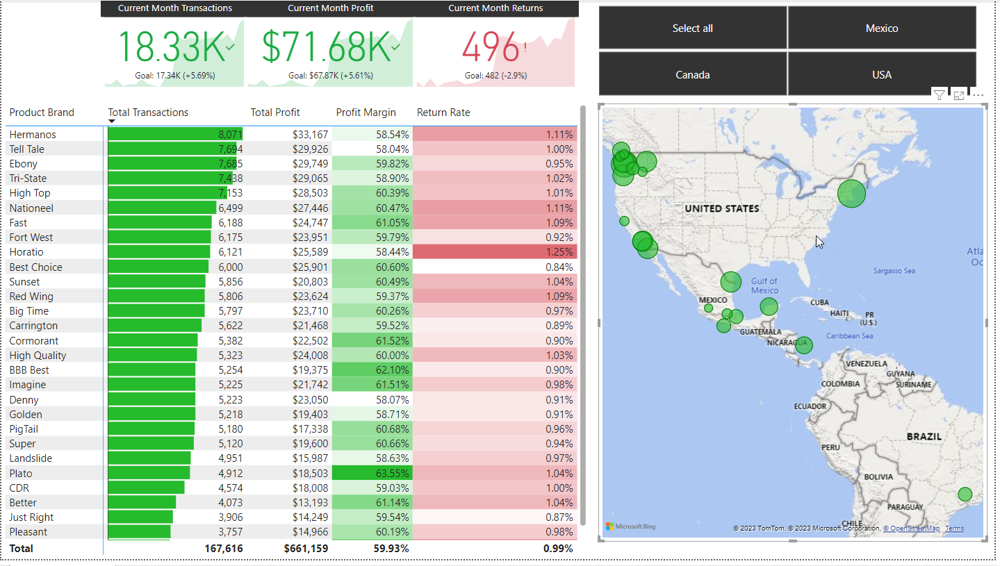 Current Month Transactions
Current Month Profit
Current Month Returns
18.33K
$71.68K
496!
Goal: 17.34K (+5.69%)
Goal: $67.87K (+5.61%)
Goal: 482 (-2.9%)
Select all
Mexico
Canada
USA
Product Brand Total Transactions Total Profit Profit Margin Return Rate
Hermanos 8,071 $33,167 58.54% 1.11%
Tell Tale 7,694 $29,926 58.04% 1.00%
Ebony 7,685 $29,749 59.82% 0.95%
Tri-State 7,438 $29,065 58.90% 1.02%
High Top 7,153 $28,503 60.39% 1.01%
Nationeel 6,499 $27,446 60.47% 1.11%
Fast 6,188 $24,747 61.05% 1.09%
Fort West 6,175 $23,951 59.79% 0.92%
Horatio 6,121 $25,589 58.44% 1.25%
Best Choice 6,000 $25,901 60.60% 0.84%
Sunset 5,856 $20,803 60.49% 1.04%
Red Wing 5,806 $23,624 59.37% 1.09%
Big Time 5,797 $23,710 60.26% 0.97%
Carrington 5,622 $21,468 59.52% 0.89%
Cormorant 5,382 $22,502 61.52% 0.90%
High Quality 5,323 $24,008 60.00% 1.03%
BBB Best 5,254 $19,375 62.10% 0.90%
Imagine 5,225 $21,742 61.51% 0.98%
Denny 5,223 $23,050 58.07% 0.91%
Golden 5,218 $19,403 58.71% 0.91%
PigTail 5,180 $17,338 60.68% 0.96%
Super 5,120 $19,600 60.66% 0.94%
Landslide 4,951 $15,987 58.63% 0.97%
Plato 4,912 $18,503 63.55% 1.04%
CDR 4,574 $18,008 59.03% 1.00%
Better 4,073 $13,193 61.14% 1.04%
Just Right 3,906 $14,249 59.54% 0.87%
Pleasant 3,757 $14,966 60.19% 0.98%
Total 167,616 $661,159 59.93% 0.99%
UNITED STATES
Atla
Oc
Sargasso Sea
Gulf of
Mexico
MEXICO
CUBA
HAITI
PR
(U.S.)
GUATEMALA
Caribbean Sea
NICARAGUA
VENEZUELA
GUYANA
COLOMBIA
SURINAME
ECUADOR
BRAZIL
PERU
BOLIVIA
PARAGUAY
CHILE
Microsoft Bing
© 2023 TomTom, © 2023 Microsoft Corporation, © OpenStreetMap Terms